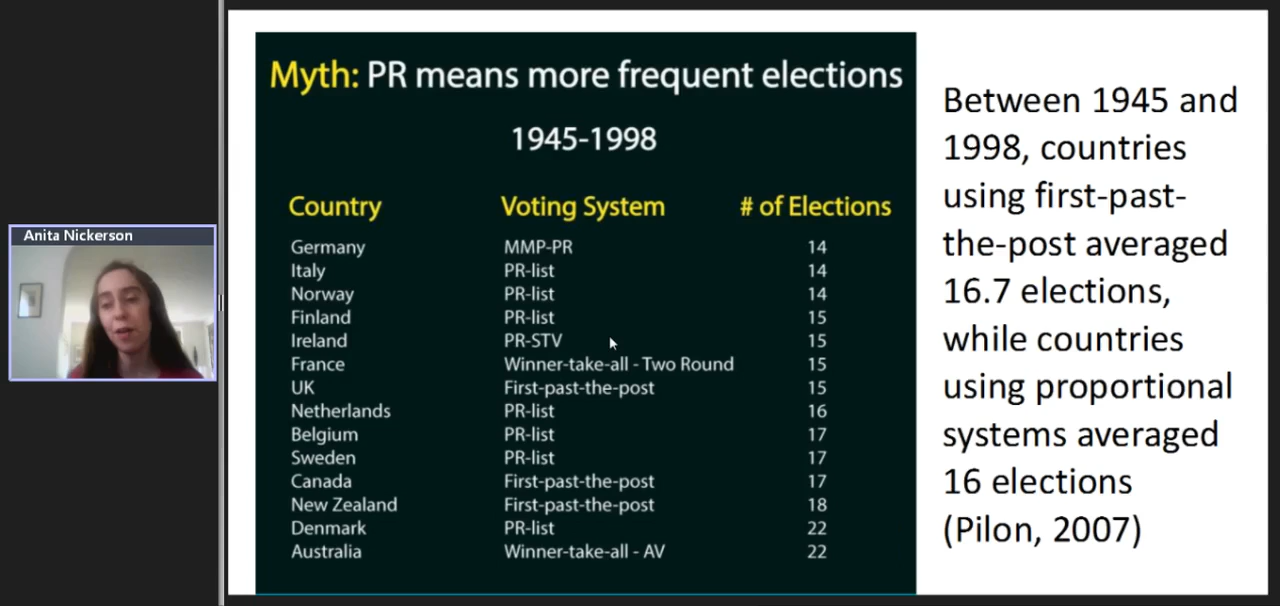 Anita Nickerson
Myth: PR means more frequent elections
1945-1998
Country Voting System # of Elections
Germany MMP-PR 14
Italy PR-list 14
Norway PR-list 14
Finland PR-list 15
Ireland PR-STV 15
France Winner-take-all - Two Round 15
UK First-past-the-post 15
Netherlands PR-list 16
Belgium PR-list 17
Sweden PR-list 17
Canada First-past-the-post 17
New Zealand First-past-the-post 18
Denmark PR-list 22
Australia Winner-take-all - AV 22
Between 1945 and
1998, countries
using first-past-
the-post averaged
16.7 elections,
while countries
using proportional
systems averaged
16 elections
(Pilon, 2007)